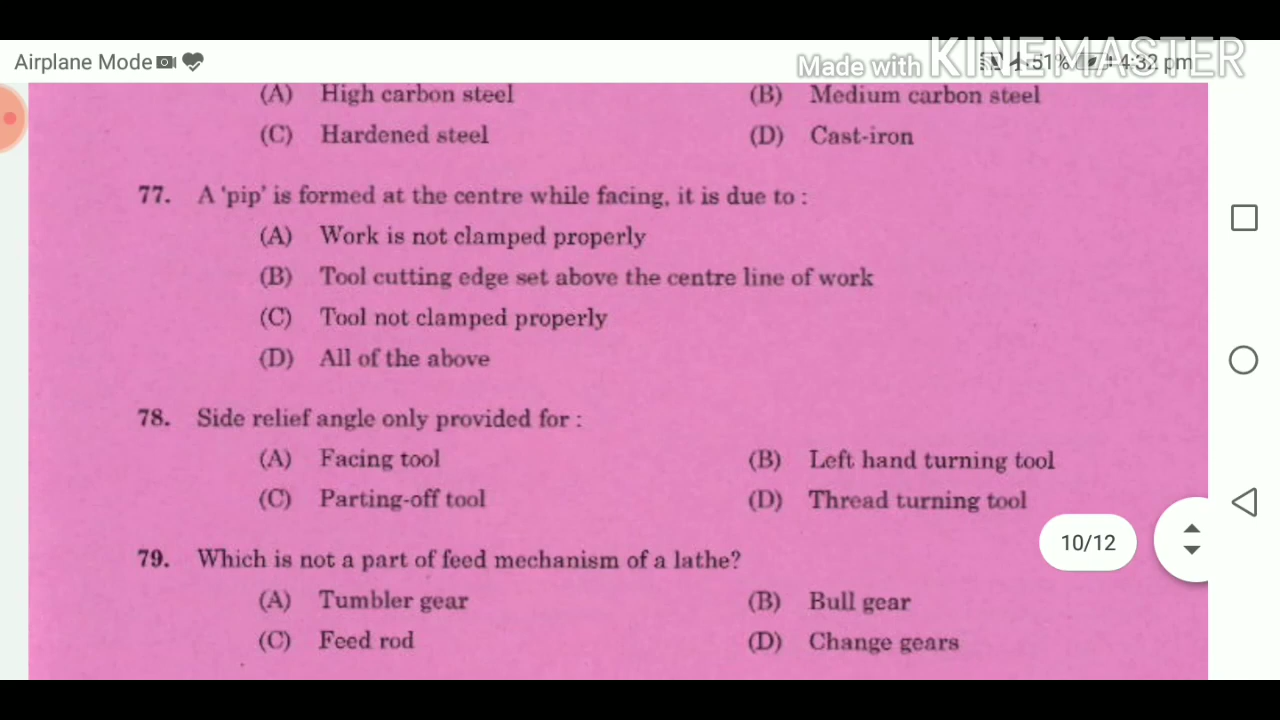 Airplane Mode
Made with KINEMASTER
51% 4:32 pm
(A) High carbon steel (B) Medium carbon steel
(C) Hardened steel (D) Cast-iron
77. A 'pip' is formed at the centre while facing, it is due to :
(A) Work is not clamped properly
(B) Tool cutting edge set above the centre line of work
(C) Tool not clamped properly
(D) All of the above
78. Side relief angle only provided for :
(A) Facing tool (B) Left hand turning tool
(C) Parting-off tool (D) Thread turning tool
10/12
79. Which is not a part of feed mechanism of a lathe?
(A) Tumbler gear (B) Bull gear
(C) Feed rod (D) Change gears